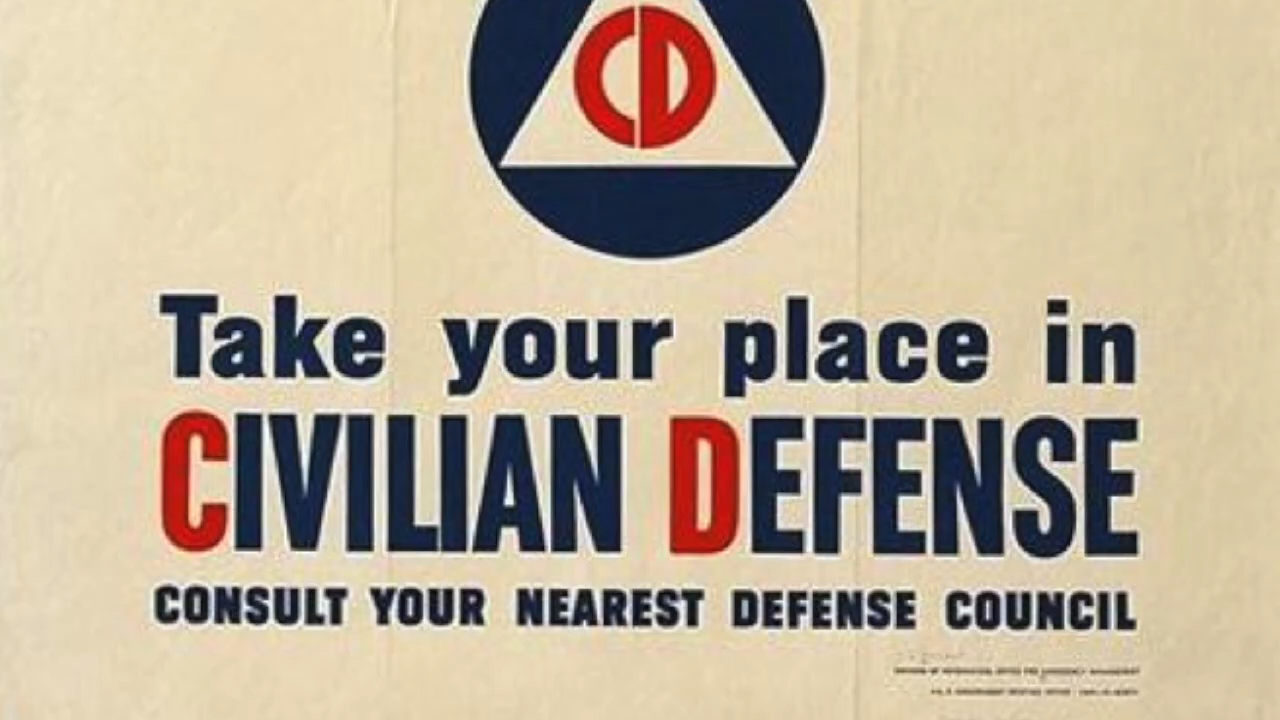 CD
Take your place in
CIVILIAN DEFENSE
CONSULT YOUR NEAREST DEFENSE COUNCIL